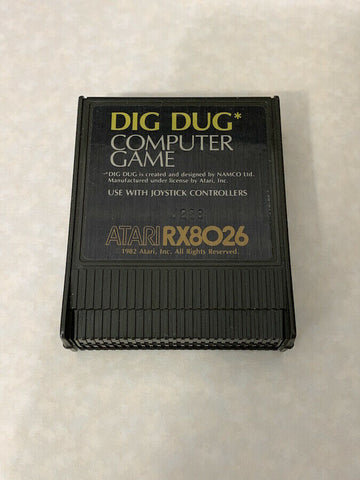 DIG DUG*
COMPUTER
GAME
*DIG DUG is created and designed by NAMCO Ltd.
Manufactured under license by Atari, Inc.
USE WITH JOYSTICK CONTROLLERS
ATARI RX8026
1982 Atari, Inc. All Rights Reserved.